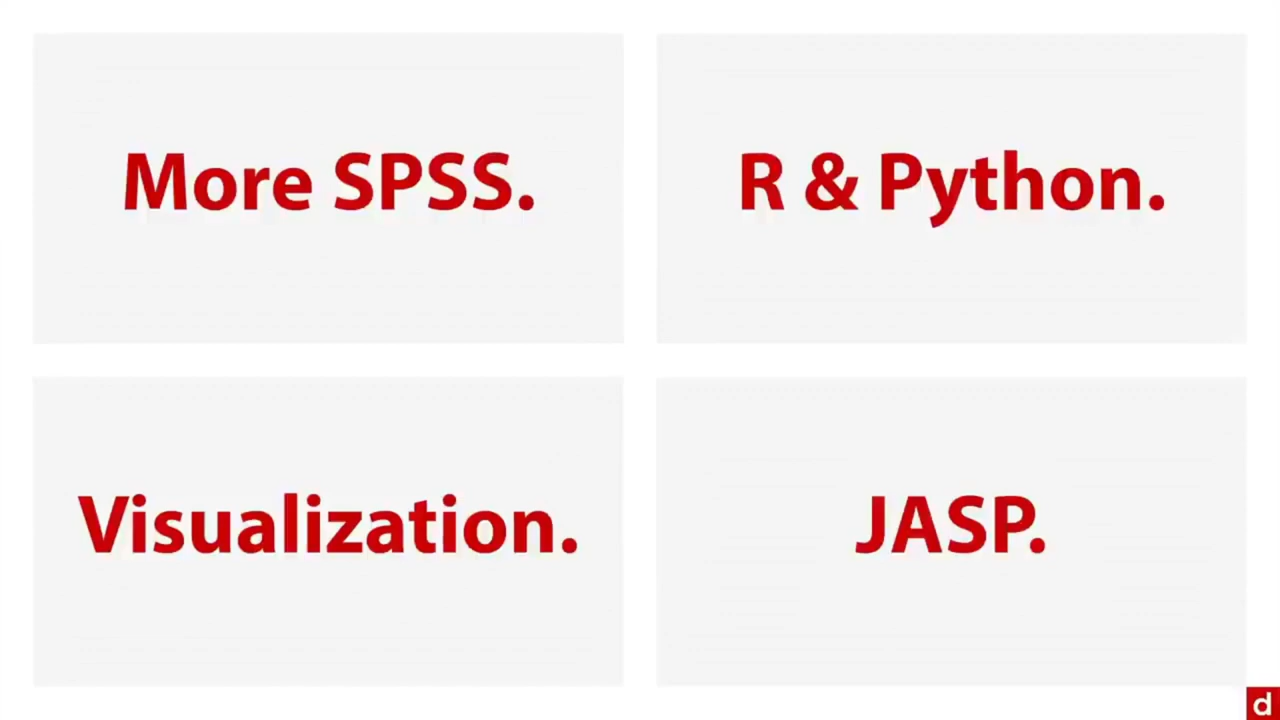 More SPSS.
R & Python.
Visualization.
JASP.
d